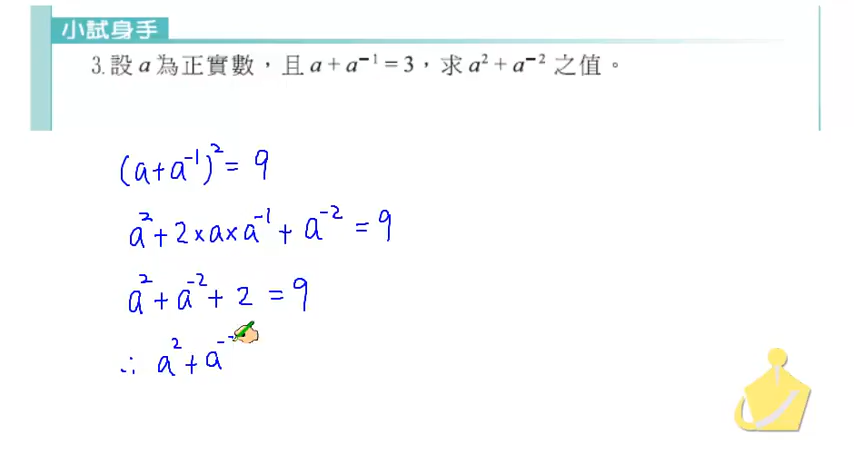 小試身手
3.設 a 為正實數，且 a + a⁻¹ = 3，求 a² + a⁻² 之值。
(a+a⁻¹)² = 9
a² + 2×a×a⁻¹ + a⁻² = 9
a² + a⁻² + 2 = 9
∴ a² + a⁻